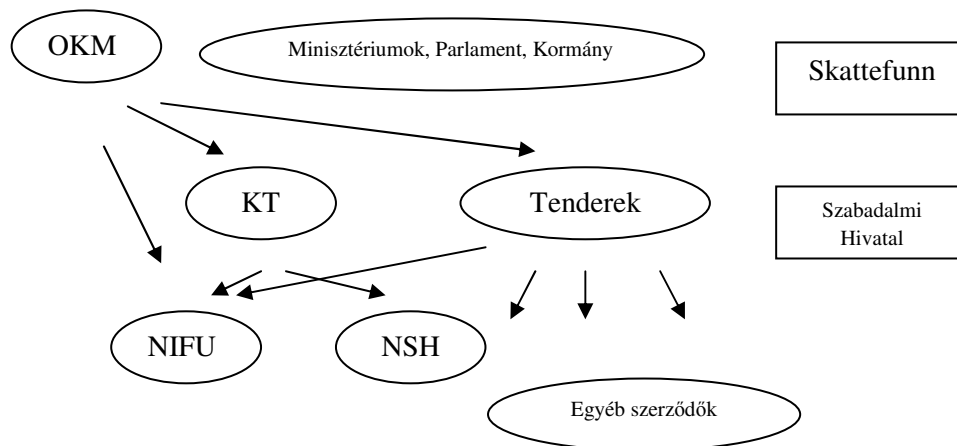 OKM
Minisztériumok, Parlament, Kormány
Skattefunn
KT
Tenderek
Szabadalmi
Hivatal
NIFU
NSH
Egyéb szerződők